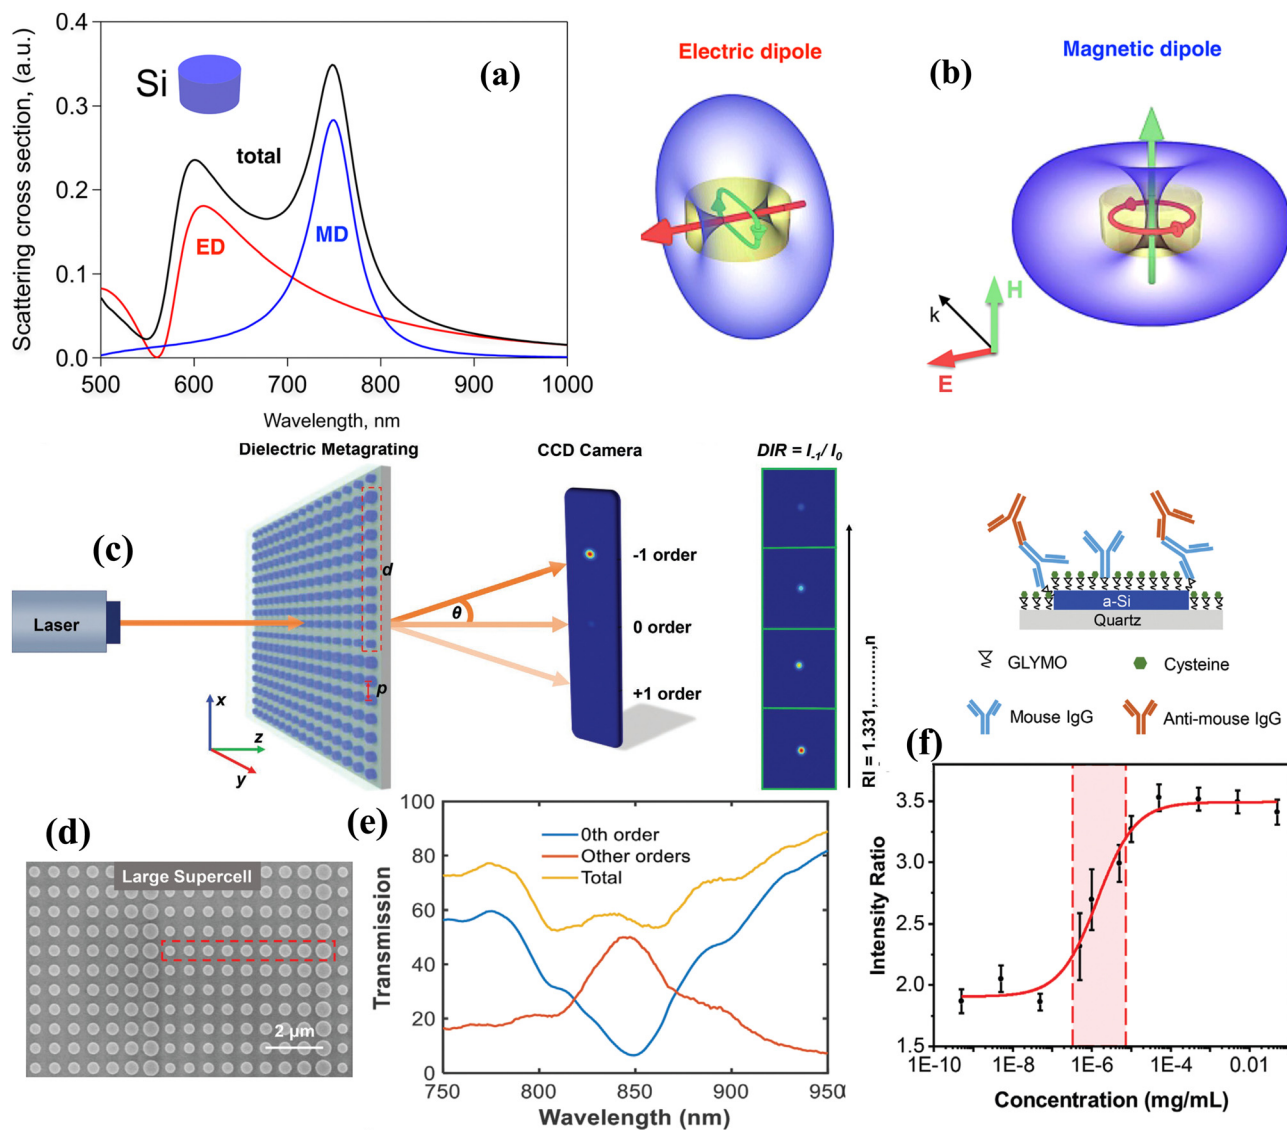 Scattering cross section, (a.u.)
0.4
0.3
0.2
0.1
0.0
Si
total
ED
MD
(a)
500
600
700
800
900
1000
Wavelength, nm
Electric dipole
(b)
Magnetic dipole
k
H
E
(c)
Laser
Dielectric Metagrating
d
p
x
z
y
θ
CCD Camera
-1 order
0 order
+1 order
DIR = I-1/ I0
RI = 1.331,..........,n
a-Si
Quartz
GLYMO
Cysteine
Mouse IgG
Anti-mouse IgG
(d)
Large Supercell
2 μm
(e)
Transmission
100
80
60
40
20
0
0th order
Other orders
Total
750
800
850
900
950
Wavelength (nm)
(f)
Intensity Ratio
3.5
3.0
2.5
2.0
1.5
1E-10
1E-8
1E-6
1E-4
0.01
Concentration (mg/mL)